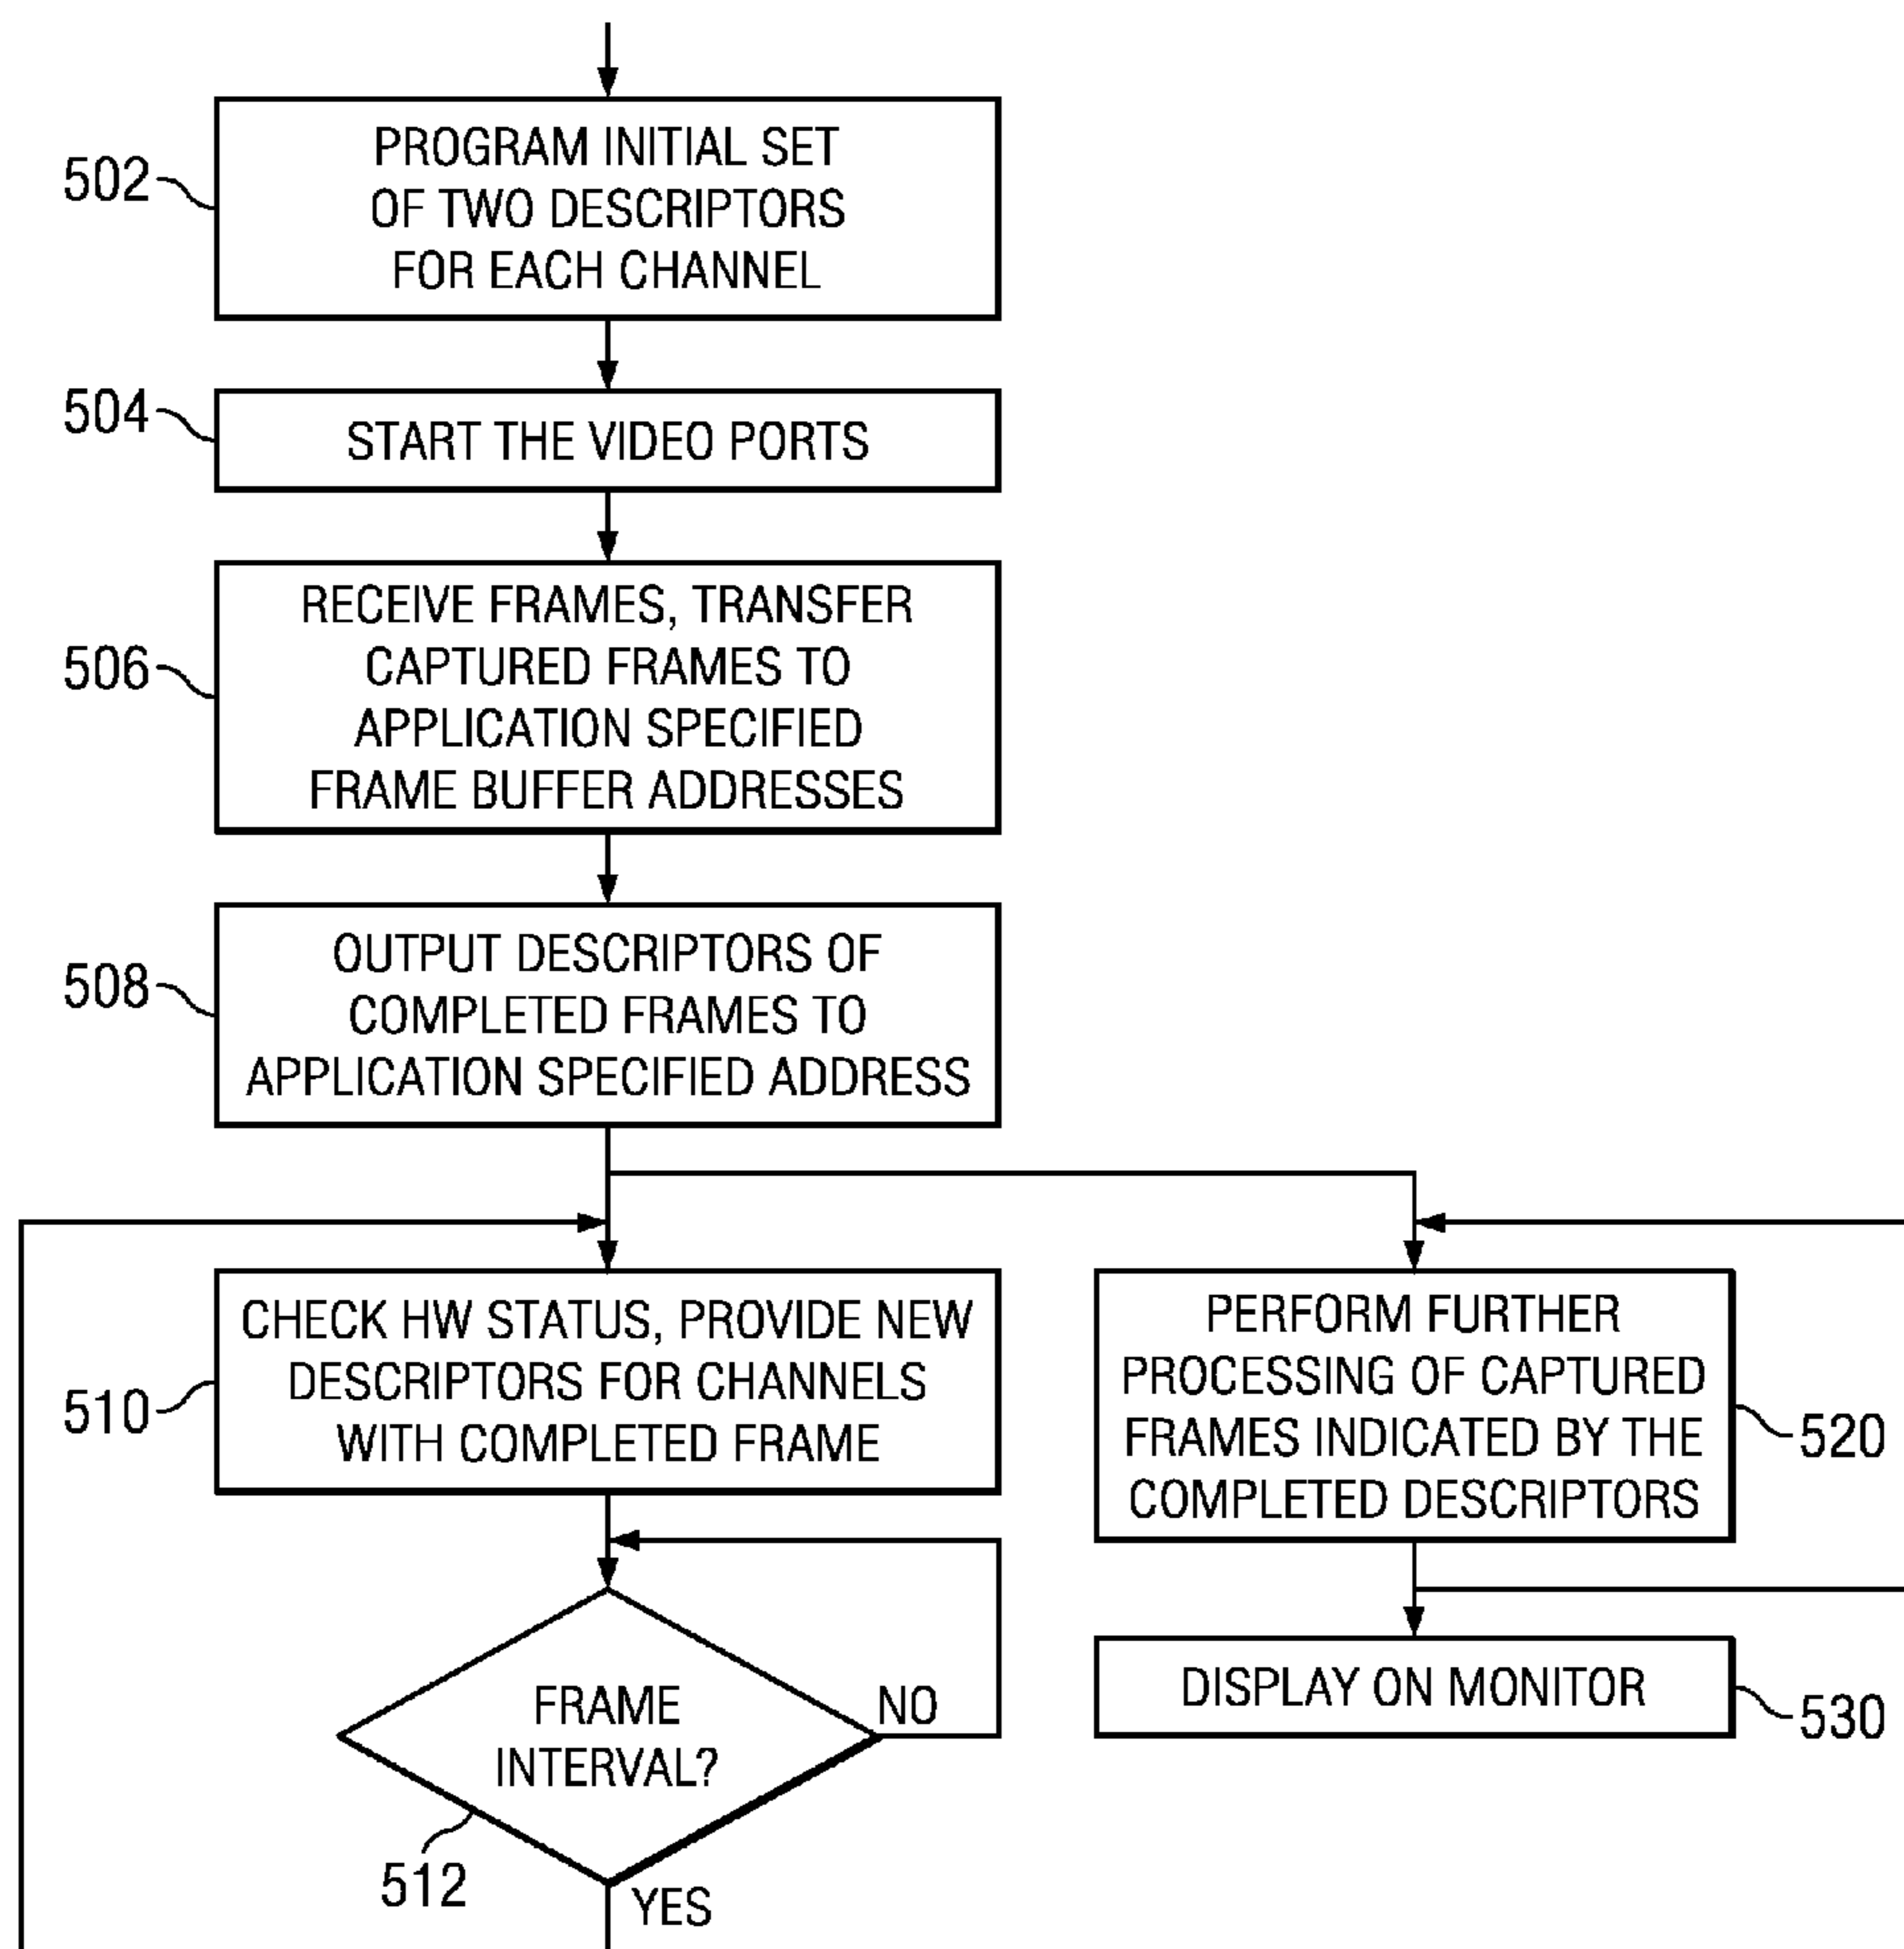 502
PROGRAM INITIAL SET
OF TWO DESCRIPTORS
FOR EACH CHANNEL
504
START THE VIDEO PORTS
506
RECEIVE FRAMES, TRANSFER
CAPTURED FRAMES TO
APPLICATION SPECIFIED
FRAME BUFFER ADDRESSES
508
OUTPUT DESCRIPTORS OF
COMPLETED FRAMES TO
APPLICATION SPECIFIED ADDRESS
510
CHECK HW STATUS, PROVIDE NEW
DESCRIPTORS FOR CHANNELS
WITH COMPLETED FRAME
PERFORM FURTHER
PROCESSING OF CAPTURED
FRAMES INDICATED BY THE
COMPLETED DESCRIPTORS
520
FRAME
INTERVAL?
NO
512
YES
DISPLAY ON MONITOR
530